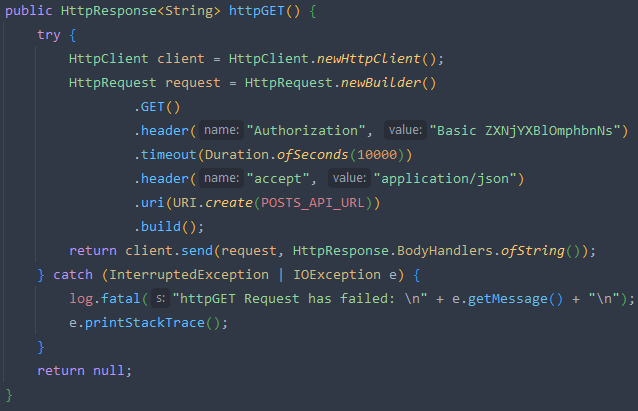 public HttpResponse<String> httpGET() {
try {
HttpClient client = HttpClient.newHttpClient();
HttpRequest request = HttpRequest.newBuilder()
.GET()
.header( name: "Authorization", value: "Basic ZXNjYXBlOmphbnNs")
.timeout(Duration.ofSeconds(10000))
.header( name: "accept", value: "application/json")
.uri(URI.create(POSTS_API_URL))
.build();
return client.send(request, HttpResponse.BodyHandlers.ofString());
} catch (InterruptedException | IOException e) {
log.fatal( s: "httpGET Request has failed: \n" + e.getMessage() + "\n");
e.printStackTrace();
}
return null;
}